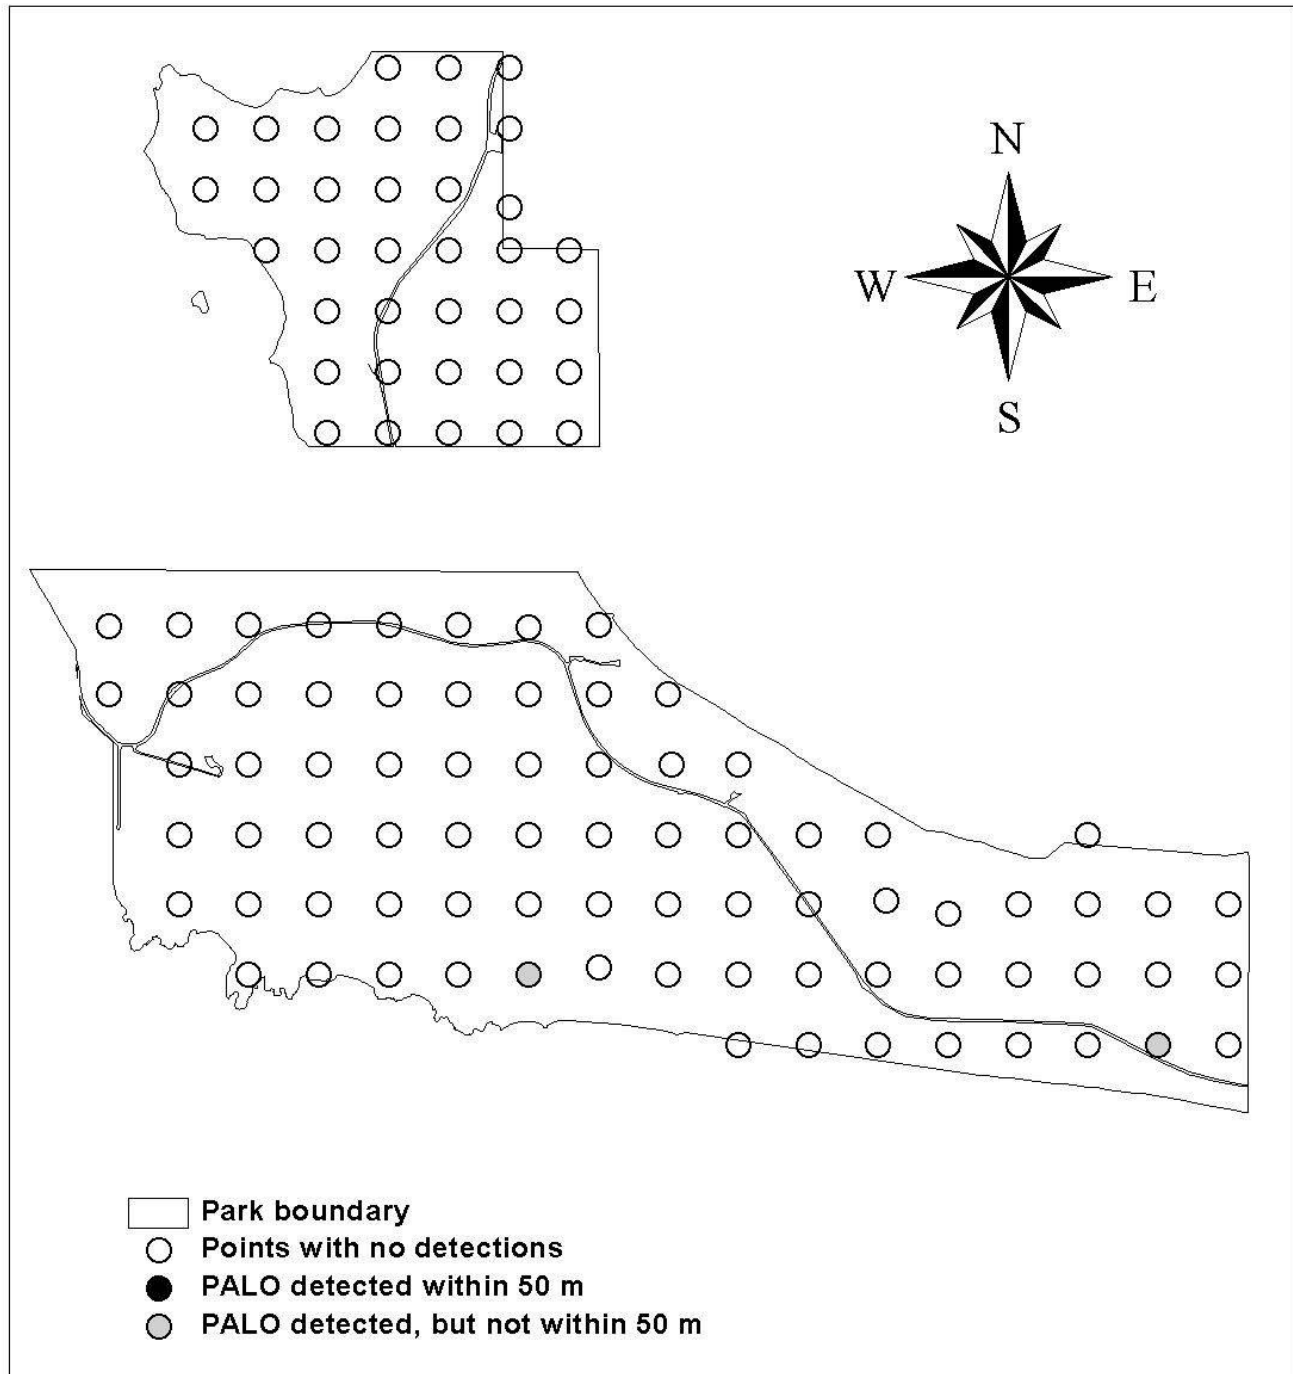 N
W E
S
Park boundary
Points with no detections
PALO detected within 50 m
PALO detected, but not within 50 m